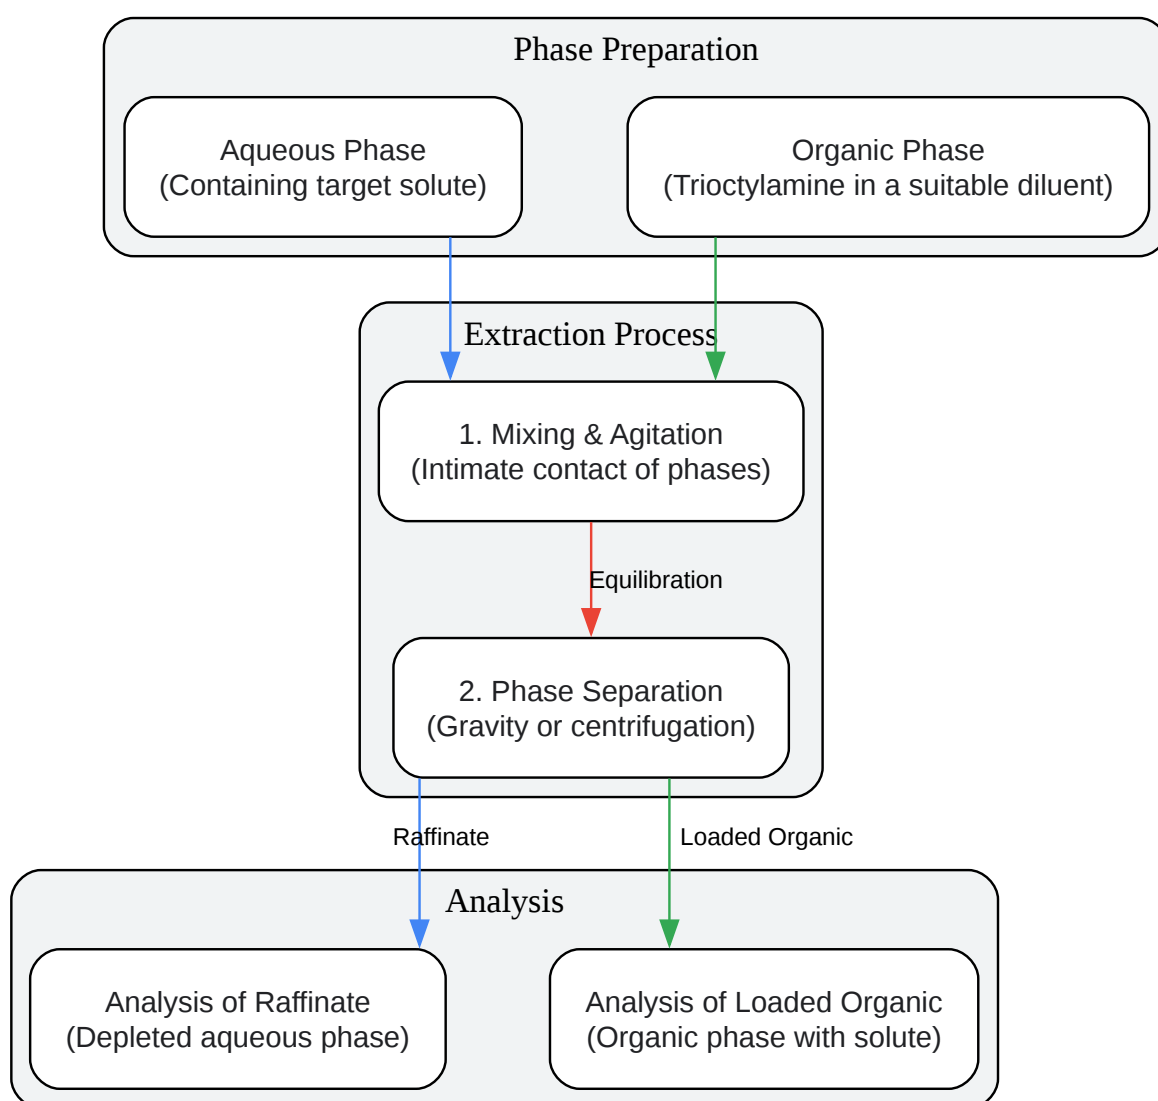 Phase Preparation
Aqueous Phase
(Containing target solute)
Organic Phase
(Trioctylamine in a suitable diluent)
Extraction Process
1. Mixing & Agitation
(Intimate contact of phases)
Equilibration
2. Phase Separation
(Gravity or centrifugation)
Raffinate
Loaded Organic
Analysis
Analysis of Raffinate
(Depleted aqueous phase)
Analysis of Loaded Organic
(Organic phase with solute)